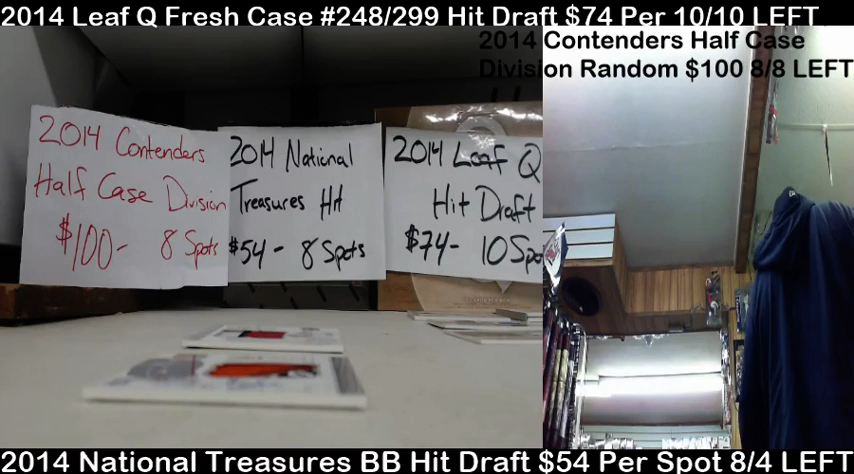 2014 Leaf Q Fresh Case #248/299 Hit Draft $74 Per 10/10 LEFT
2014 Contenders Half Case
Division Random $100 8/8 LEFT
2014 Contenders
Half Case Division
$100- 8 Spots
2014 National
Treasures Hit
$54 - 8 Spots
2014 Leaf Q
Hit Draft
$74- 10 Spo
2014 National Treasures BB Hit Draft $54 Per Spot 8/4 LEFT